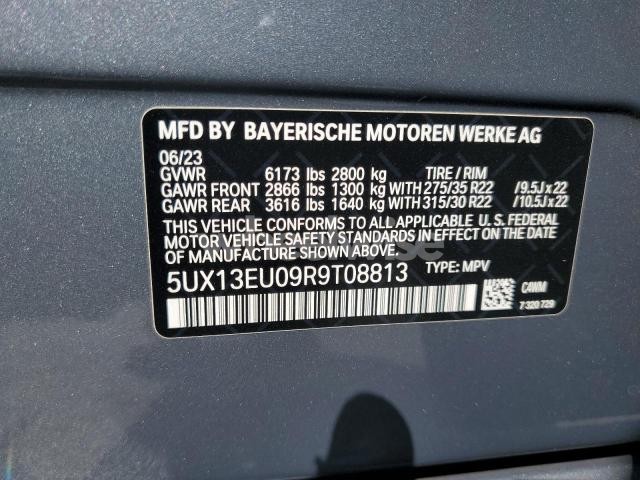 MFD BY BAYERISCHE MOTOREN WERKE AG
06/23
GVWR 6173 lbs 2800 kg TIRE / RIM
GAWR FRONT 2866 lbs 1300 kg WITH 275/35 R22 / 9.5J x 22
GAWR REAR 3616 lbs 1640 kg WITH 315/30 R22 / 10.5J x 22
THIS VEHICLE CONFORMS TO ALL APPLICABLE U. S. FEDERAL
MOTOR VEHICLE SAFETY STANDARDS IN EFFECT ON THE DATE
OF MANUFACTURE SHOWN ABOVE.
5UX13EU09R9T08813 TYPE: MPV
C4WM
7 320 729